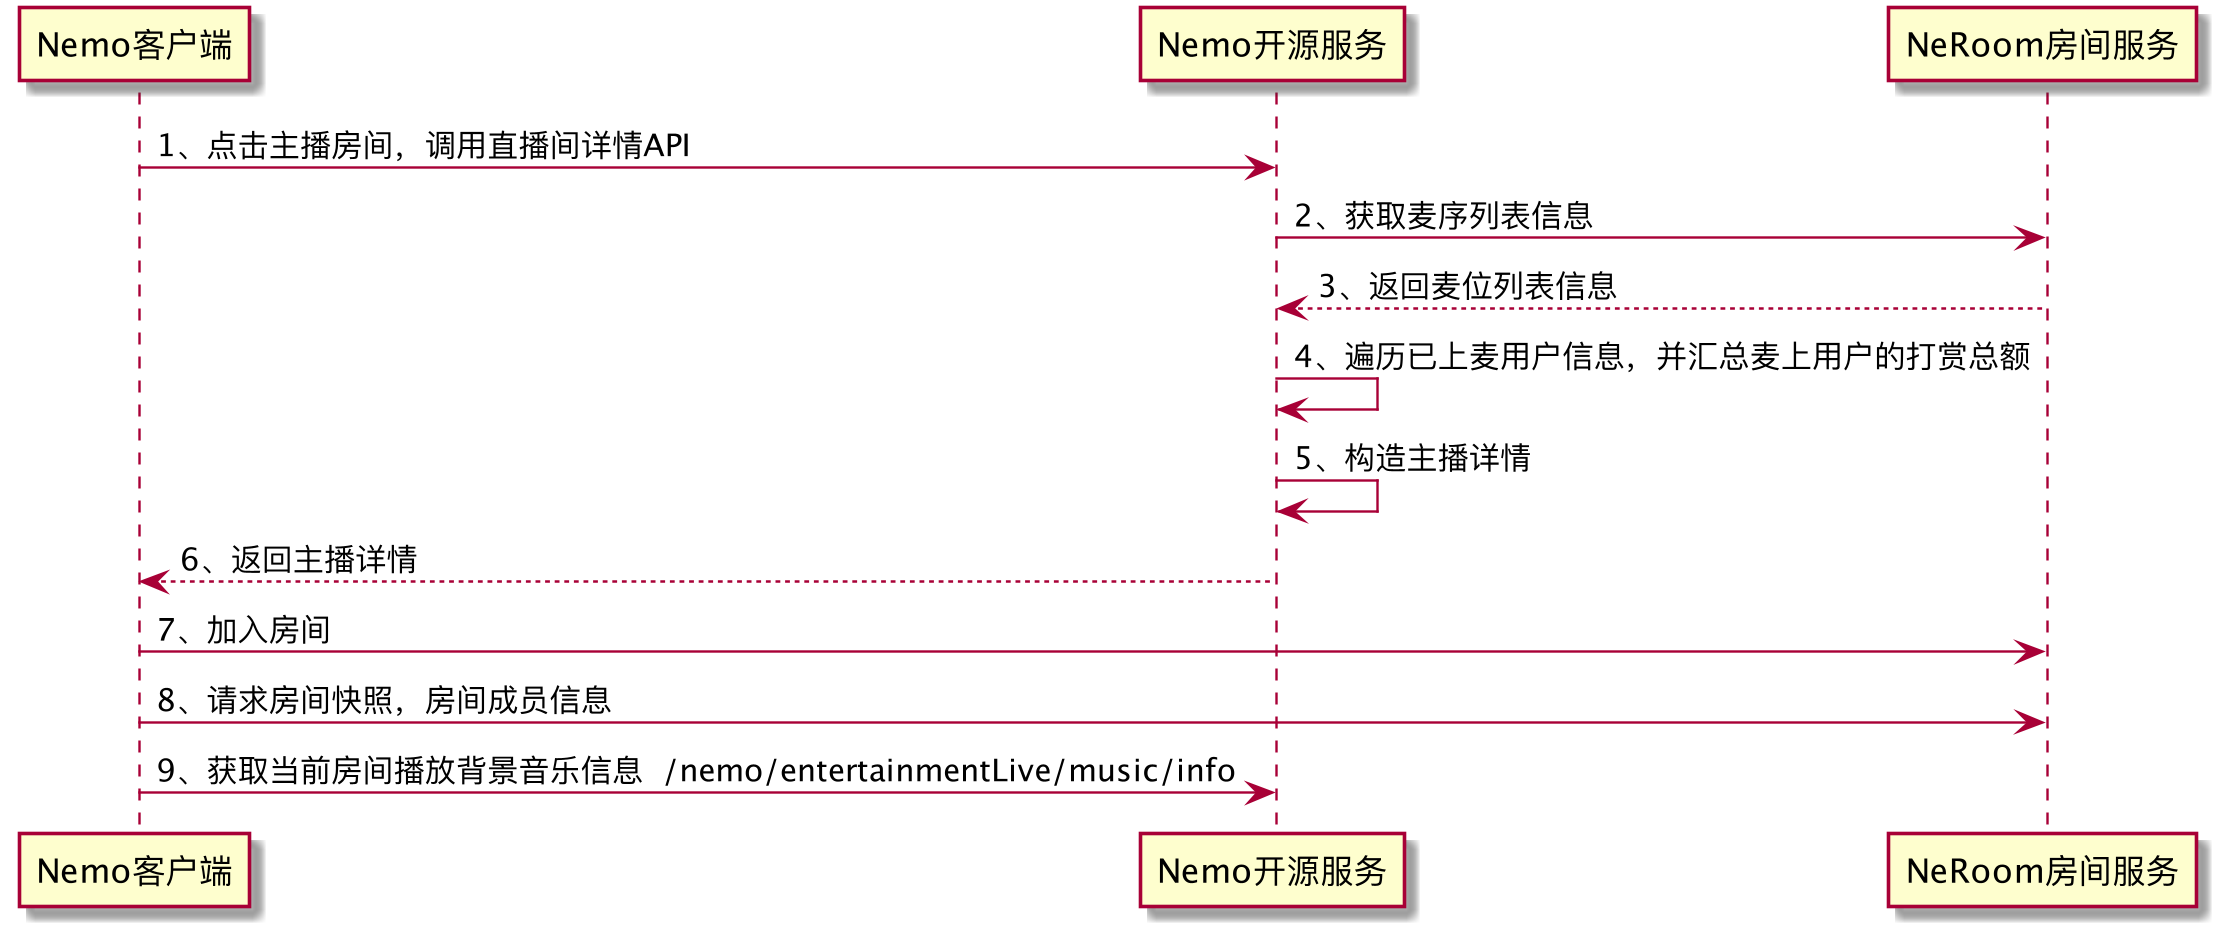 Nemo客户端
Nemo开源服务
NeRoom房间服务
1、点击主播房间，调用直播间详情API
2、获取麦序列表信息
3、返回麦位列表信息
4、遍历已上麦用户信息，并汇总麦上用户的打赏总额
5、构造主播详情
6、返回主播详情
7、加入房间
8、请求房间快照，房间成员信息
9、获取当前房间播放背景音乐信息 /nemo/entertainmentLive/music/info
Nemo客户端
Nemo开源服务
NeRoom房间服务